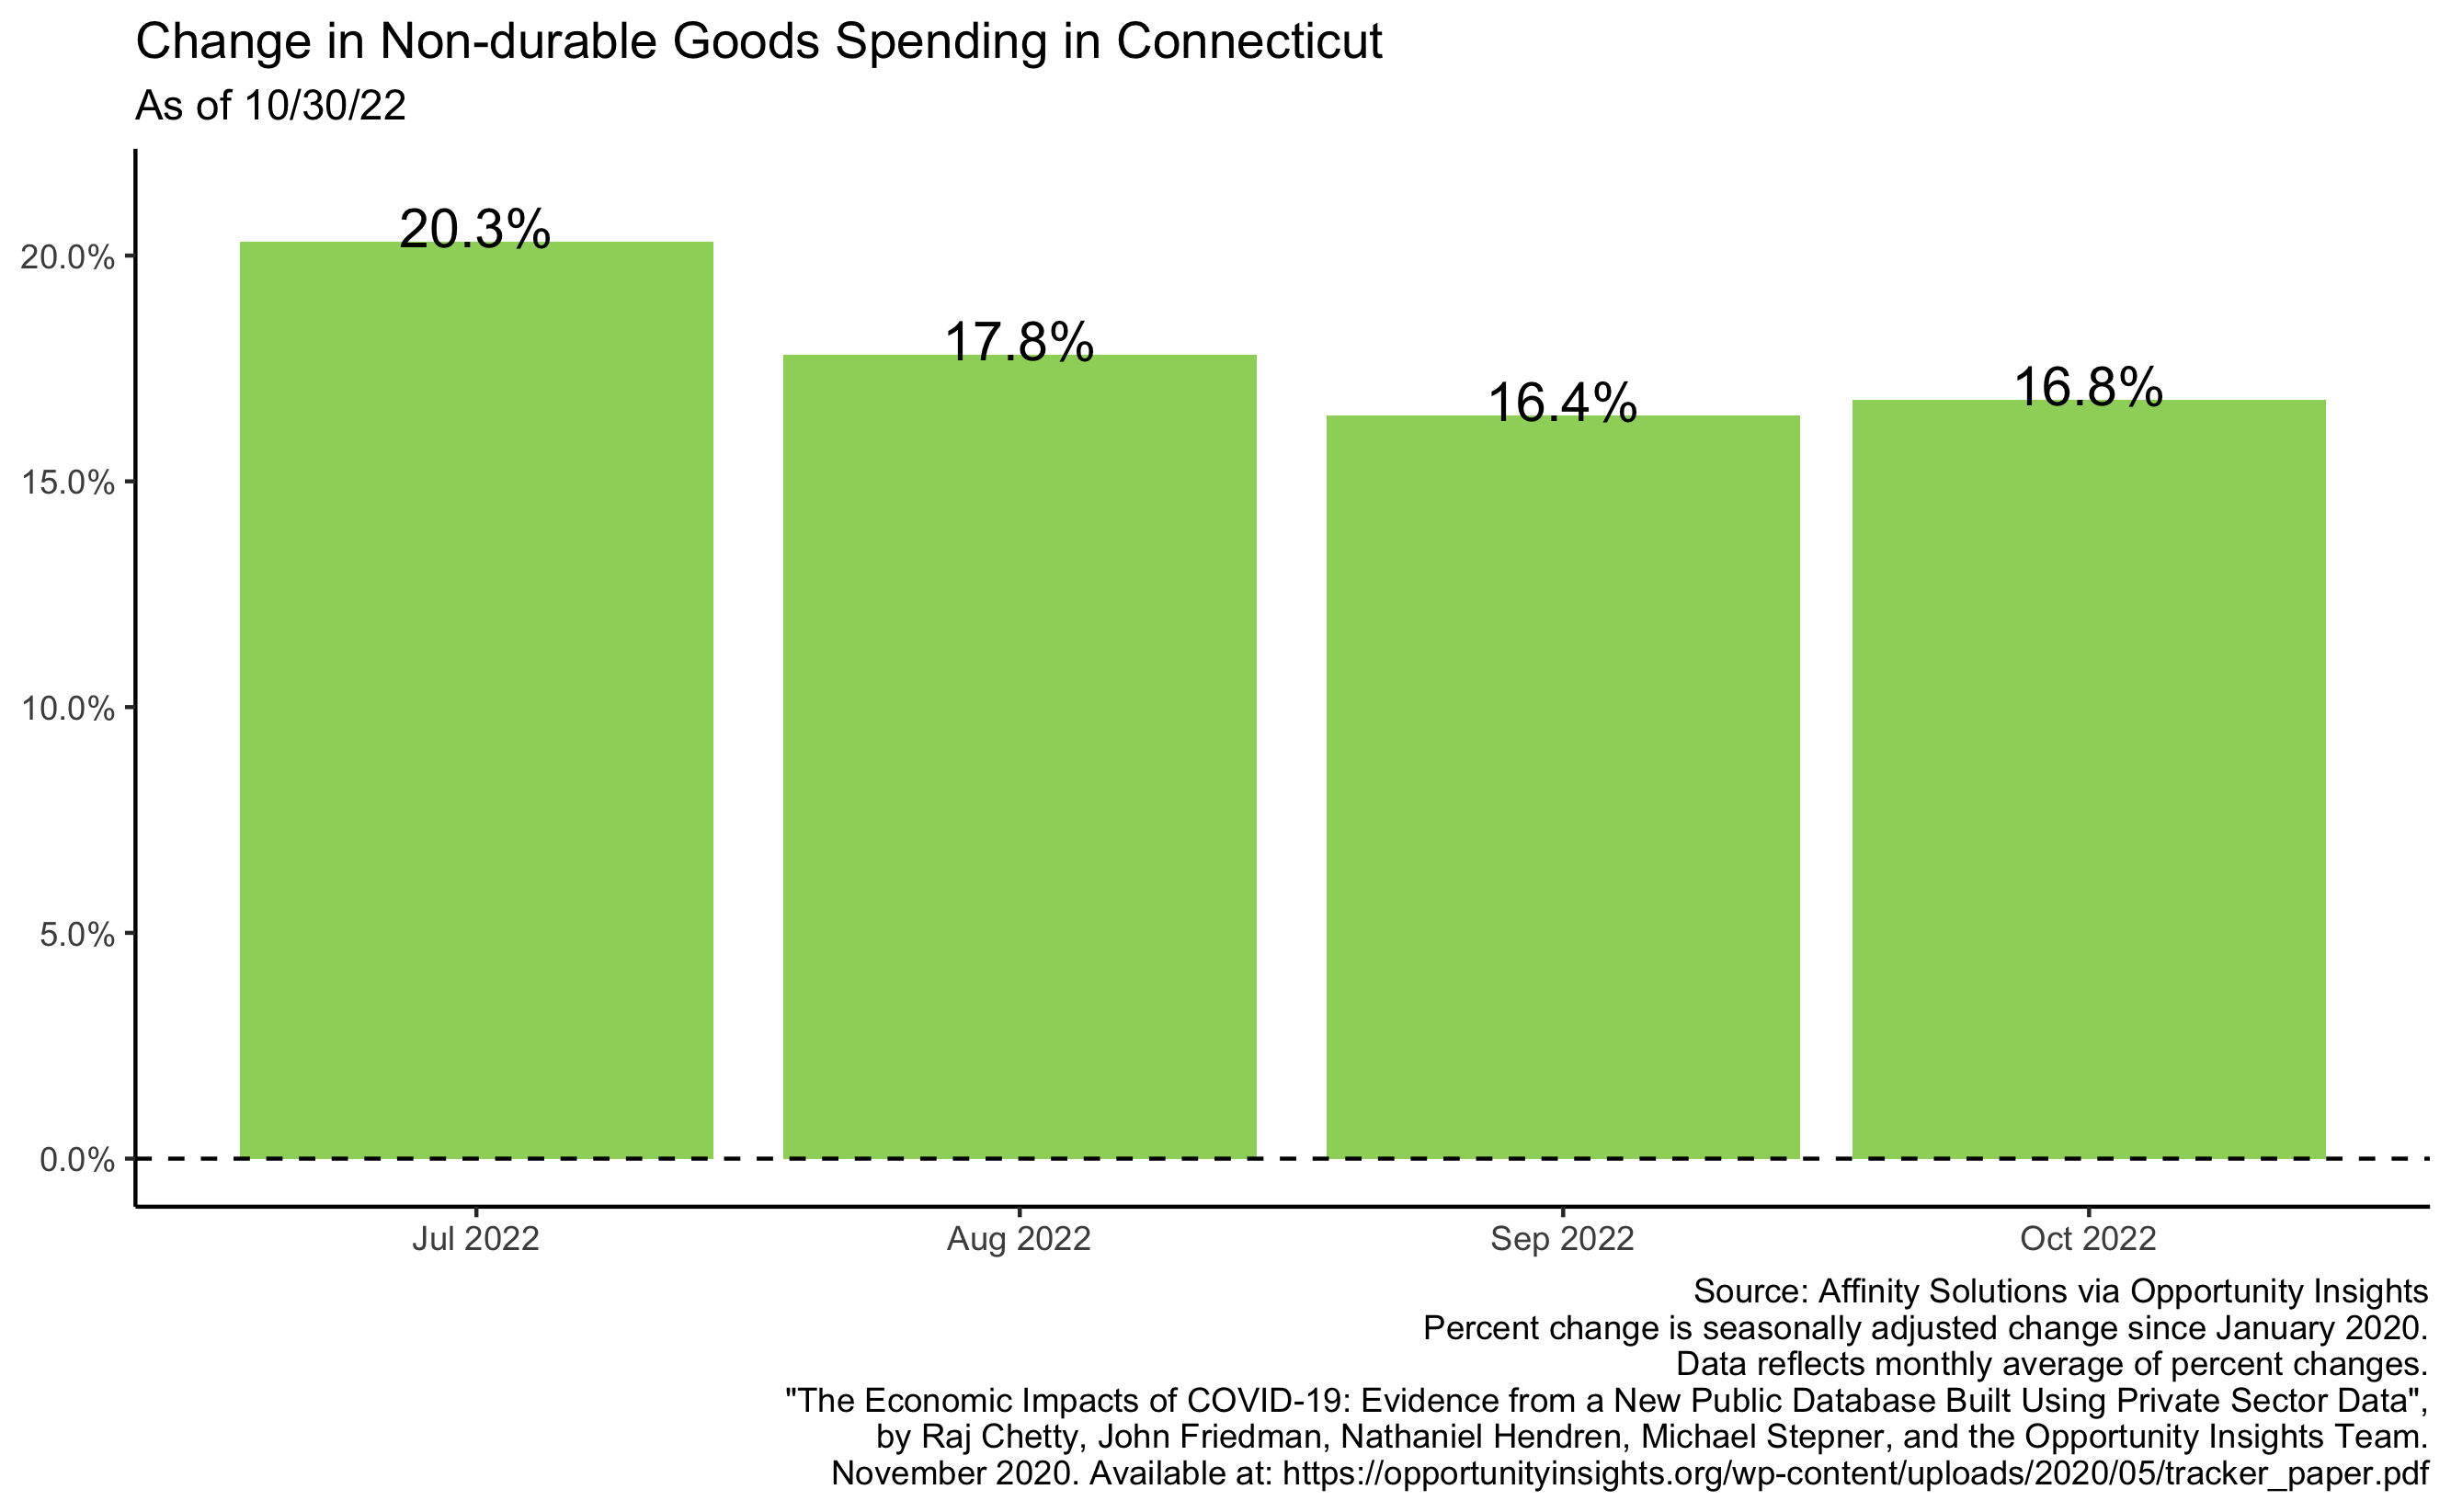 Change in Non-durable Goods Spending in Connecticut
As of 10/30/22
20.3%
17.8%
16.4%
16.8%
20.0%
15.0%
10.0%
5.0%
0.0%
Jul 2022
Aug 2022
Sep 2022
Oct 2022
Source: Affinity Solutions via Opportunity Insights
Percent change is seasonally adjusted change since January 2020.
Data reflects monthly average of percent changes.
"The Economic Impacts of COVID-19: Evidence from a New Public Database Built Using Private Sector Data",
by Raj Chetty, John Friedman, Nathaniel Hendren, Michael Stepner, and the Opportunity Insights Team.
November 2020. Available at: https://opportunityinsights.org/wp-content/uploads/2020/05/tracker_paper.pdf